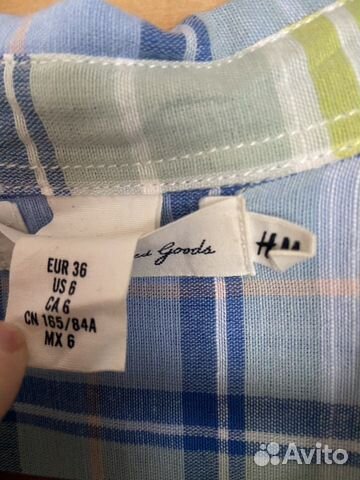 EUR 36
US 6
CA 6
CN 165/84A
MX 6
Goods
H&M
Avito